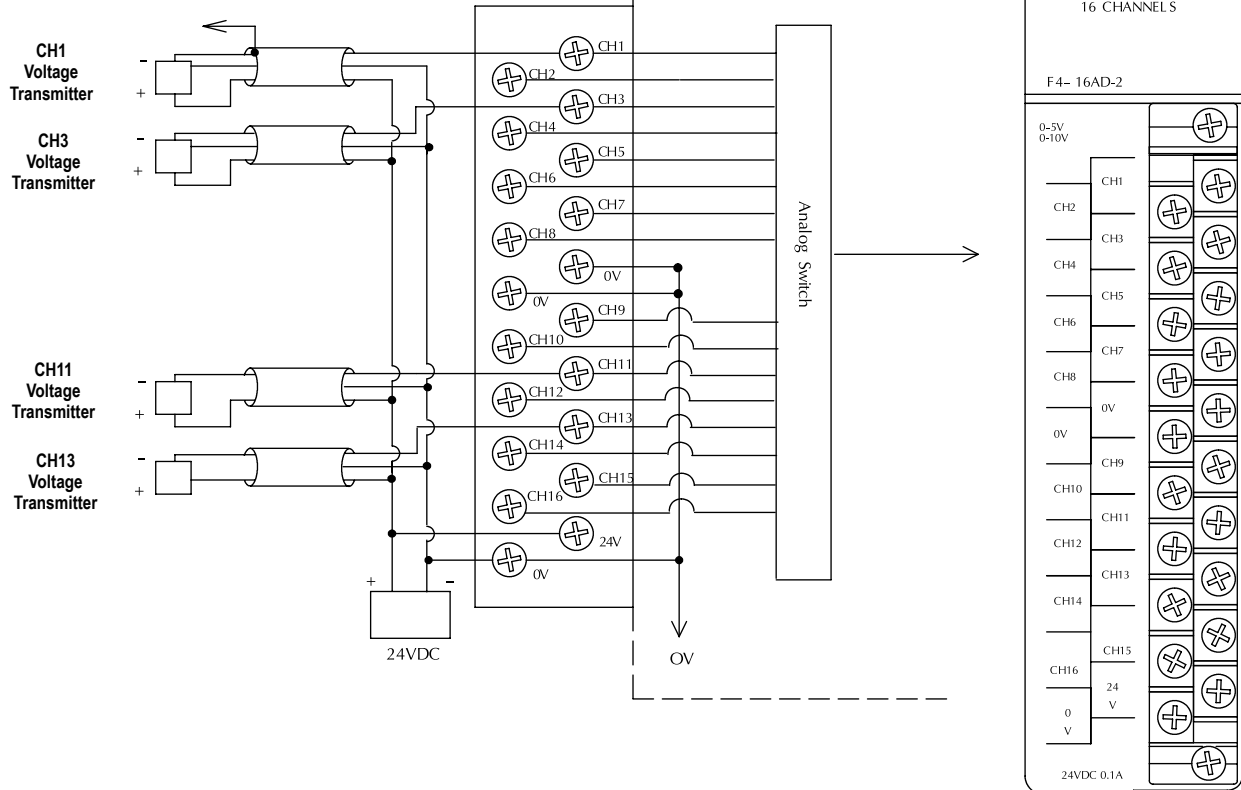 CH1
Voltage
Transmitter
-
+
CH3
Voltage
Transmitter
-
+
CH11
Voltage
Transmitter
-
+
CH13
Voltage
Transmitter
-
+
CH1
CH2
CH3
CH4
CH5
CH6
CH7
CH8
0V
0V
CH9
CH10
CH11
CH12
CH13
CH14
CH15
CH16
24V
0V
+
-
24VDC
OV
Analog Switch
16 CHANNELS
F4-16AD-2
0-5V
0-10V
CH1
CH2
CH3
CH4
CH5
CH6
CH7
CH8
0V
0V
CH9
CH10
CH11
CH12
CH13
CH14
CH15
CH16
24
V
0
V
24VDC 0.1A